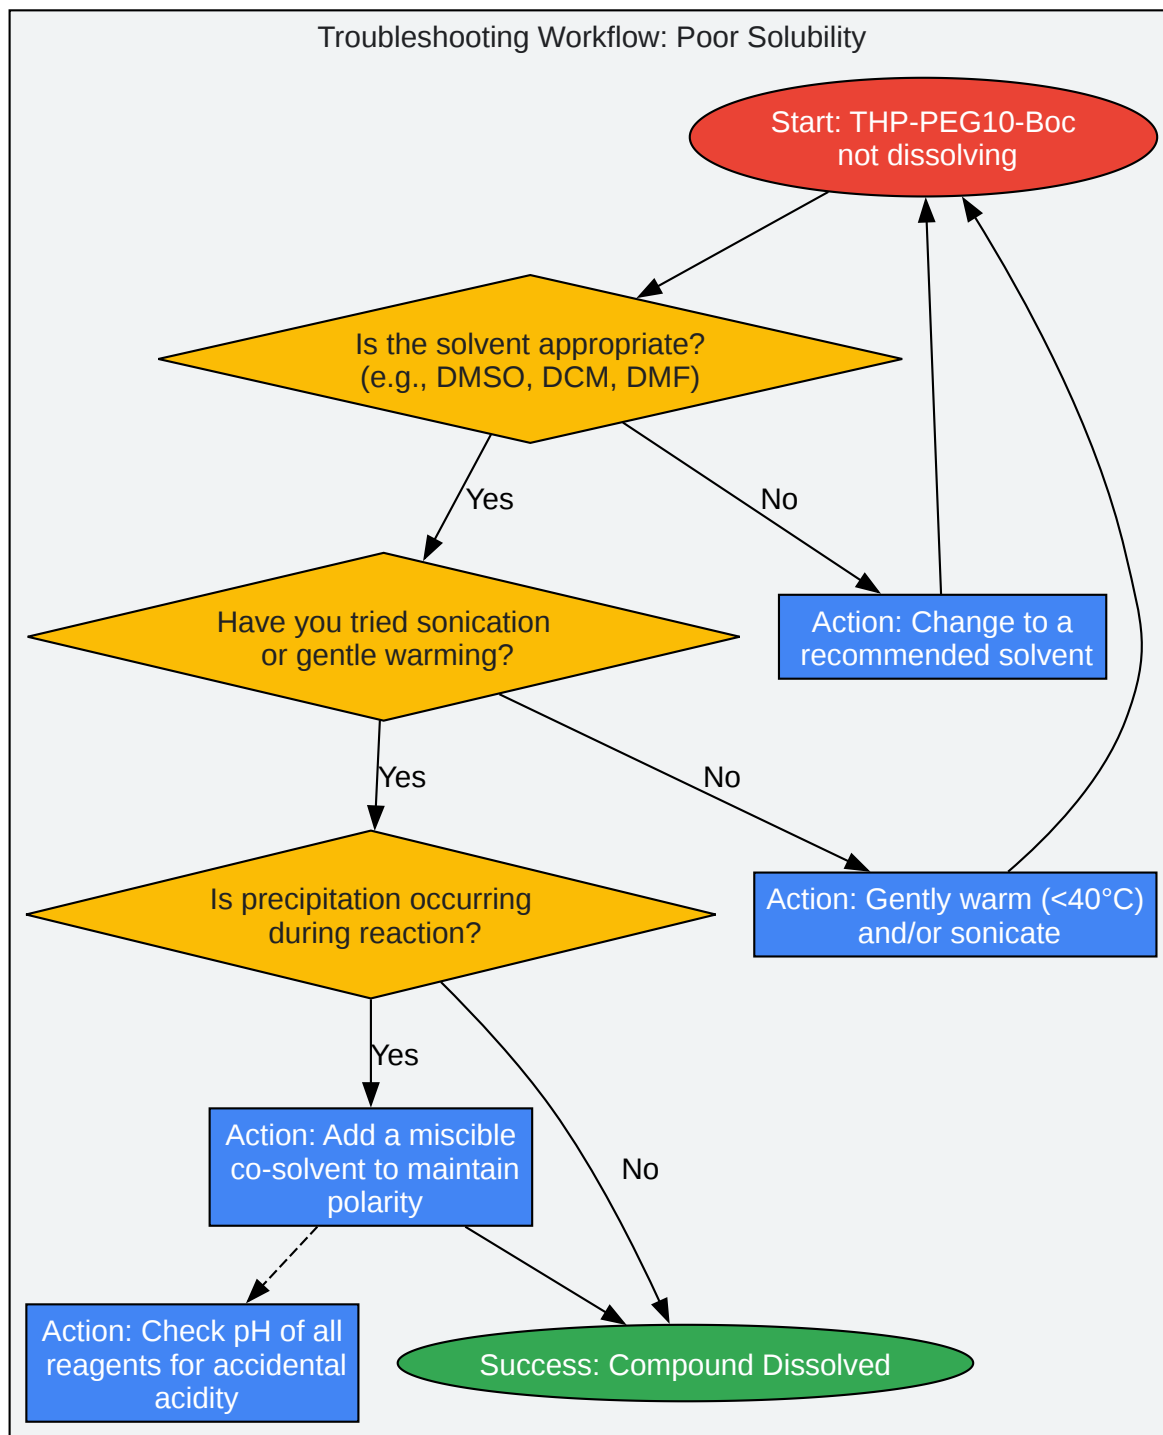 Troubleshooting Workflow: Poor Solubility
Start: THP-PEG10-Boc
not dissolving
Is the solvent appropriate?
(e.g., DMSO, DCM, DMF)
Yes
No
Have you tried sonication
or gentle warming?
Action: Change to a
recommended solvent
Yes
No
Is precipitation occurring
during reaction?
Action: Gently warm (<40°C)
and/or sonicate
Yes
No
Action: Add a miscible
co-solvent to maintain
polarity
Action: Check pH of all
reagents for accidental
acidity
Success: Compound Dissolved